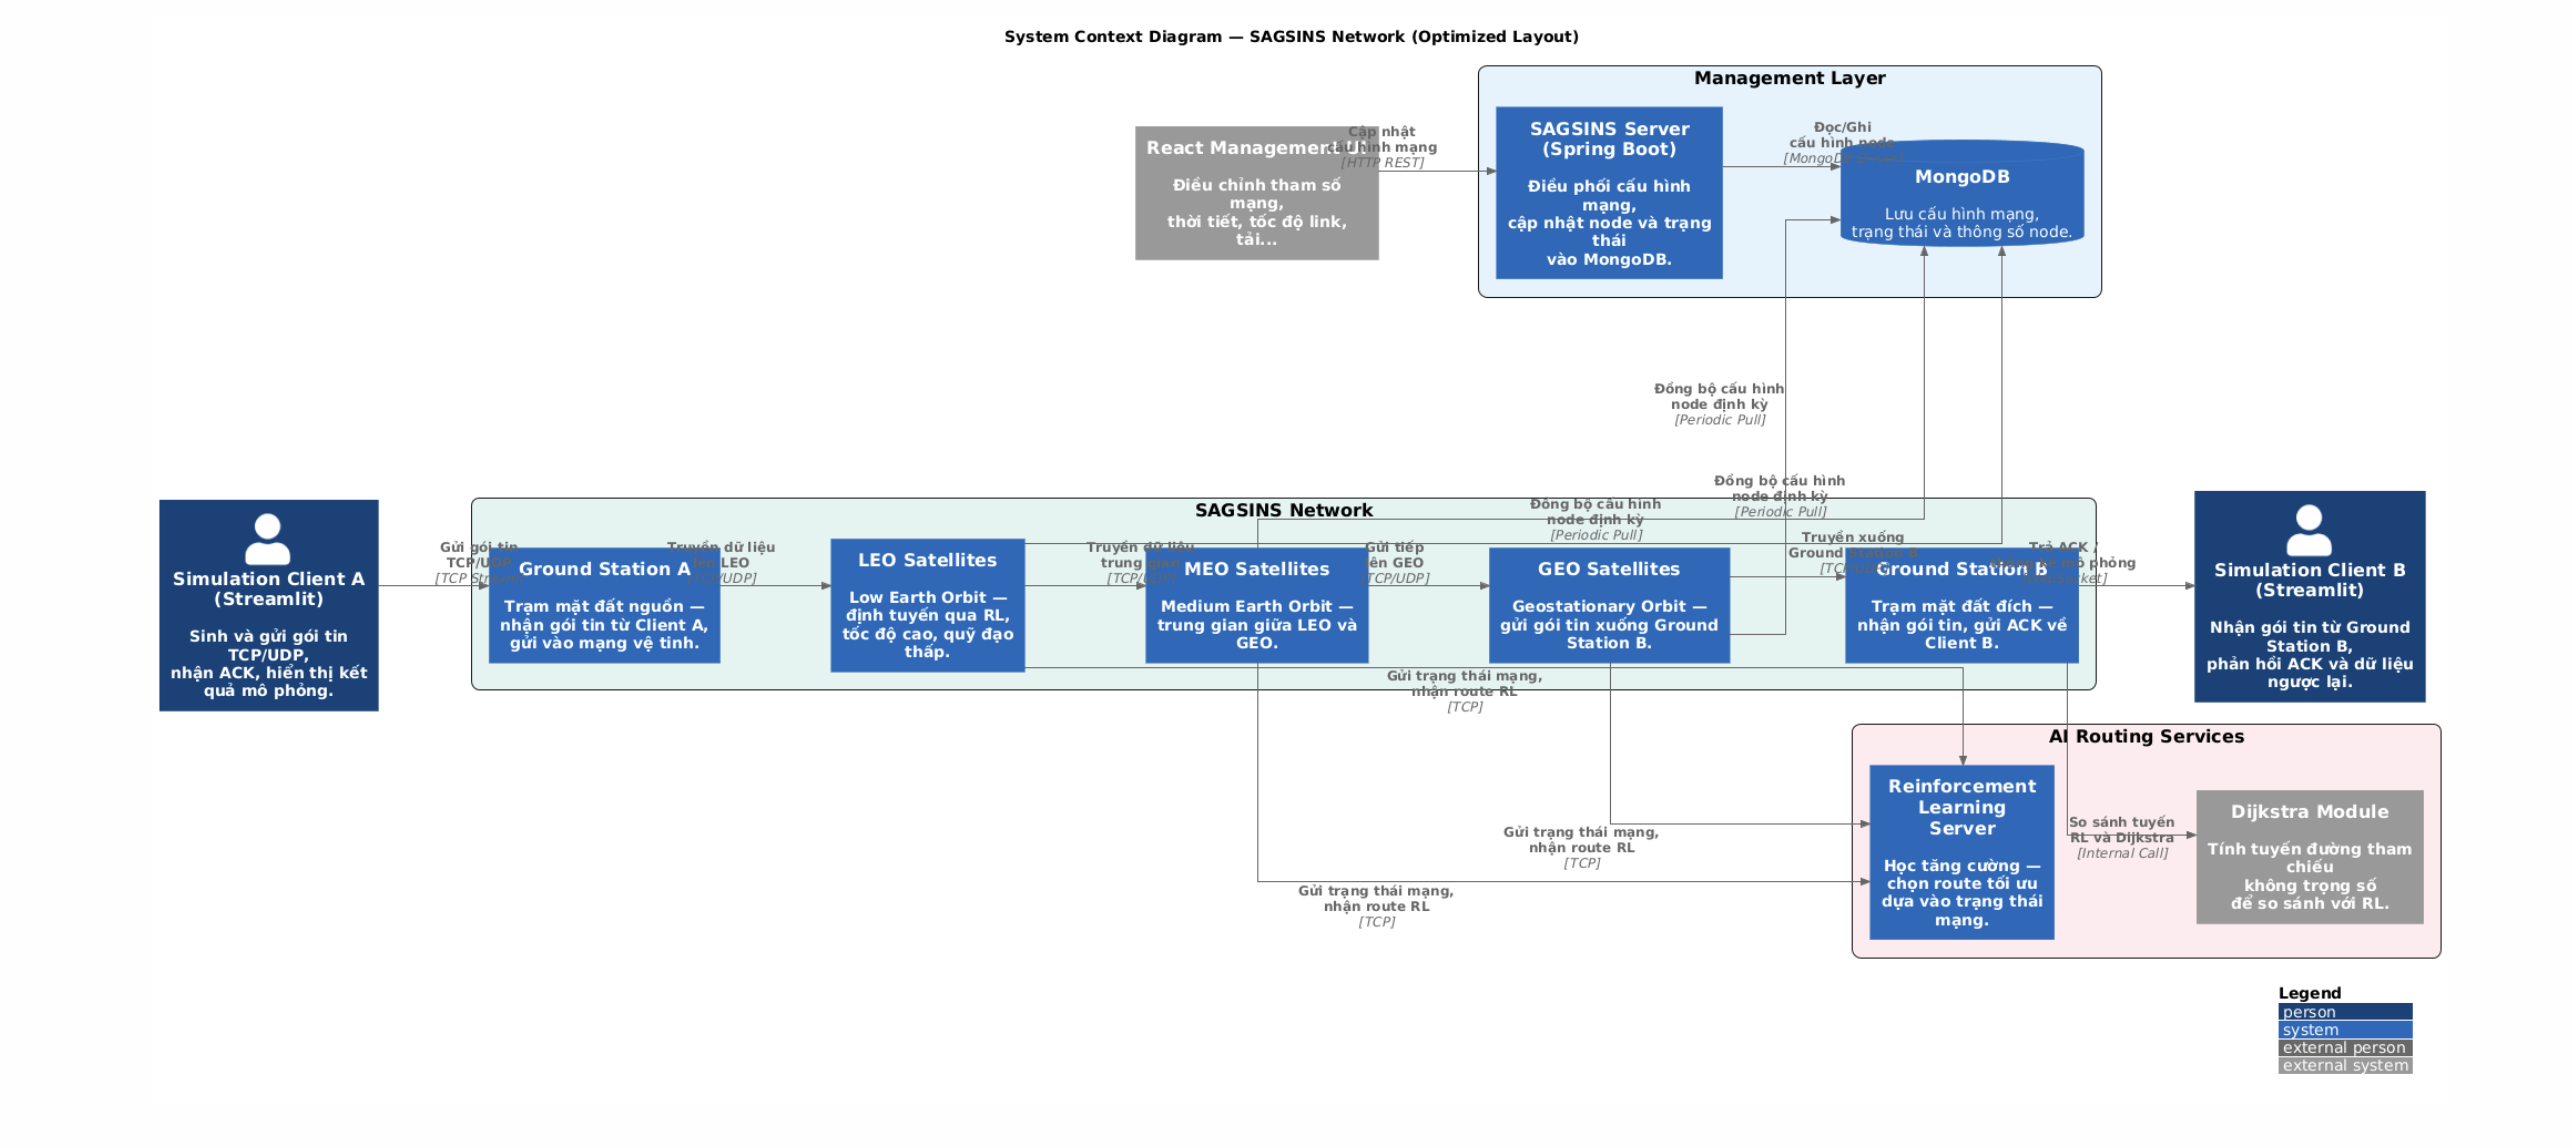 System Context Diagram — SAGSINS Network (Optimized Layout)
Management Layer
React Management UI
Điều chỉnh tham số
mạng,
thời tiết, tốc độ link,
tải...
Cập nhật
cấu hình mạng
[HTTP REST]
SAGSINS Server
(Spring Boot)
Điều phối cấu hình
mạng,
cập nhật node và trạng
thái
vào MongoDB.
Đọc/Ghi
cấu hình node
MongoDB
Lưu cấu hình mạng,
trạng thái và thông số node.
Đồng bộ cấu hình
node định kỳ
[Periodic Pull]
Đồng bộ cấu hình
node định kỳ
[Periodic Pull]
Đồng bộ cấu hình
node định kỳ
[Periodic Pull]
SAGSINS Network
Simulation Client A
(Streamlit)
Sinh và gửi gói tin
TCP/UDP,
nhận ACK, hiển thị kết
quả mô phỏng.
Gửi gói tin
TCP/UDP
[TCP Stream]
Ground Station A
Trạm mặt đất nguồn —
nhận gói tin từ Client A,
gửi vào mạng vệ tinh.
Truyền dữ liệu
lên LEO
[TCP/UDP]
LEO Satellites
Low Earth Orbit —
định tuyến qua RL,
tốc độ cao, quỹ đạo
thấp.
Truyền dữ liệu
trung gian
[TCP/UDP]
MEO Satellites
Medium Earth Orbit —
trung gian giữa LEO và
GEO.
Gửi tiếp
lên GEO
[TCP/UDP]
GEO Satellites
Geostationary Orbit —
gửi gói tin xuống Ground
Station B.
Truyền xuống
Ground Station B
[TCP/UDP]
Ground Station B
Trạm mặt đất đích —
nhận gói tin, gửi ACK về
Client B.
Trả ACK /
mô phỏng
Simulation Client B
(Streamlit)
Nhận gói tin từ Ground
Station B,
phản hồi ACK và dữ liệu
ngược lại.
Gửi trạng thái mạng,
nhận route RL
[TCP]
Gửi trạng thái mạng,
nhận route RL
[TCP]
Gửi trạng thái mạng,
nhận route RL
[TCP]
AI Routing Services
Reinforcement
Learning
Server
Học tăng cường —
chọn route tối ưu
dựa vào trạng thái
mạng.
So sánh tuyến
RL và Dijkstra
[Internal Call]
Dijkstra Module
Tính tuyến đường tham
chiếu
không trọng số
để so sánh với RL.
Legend
person
system
external person
external system